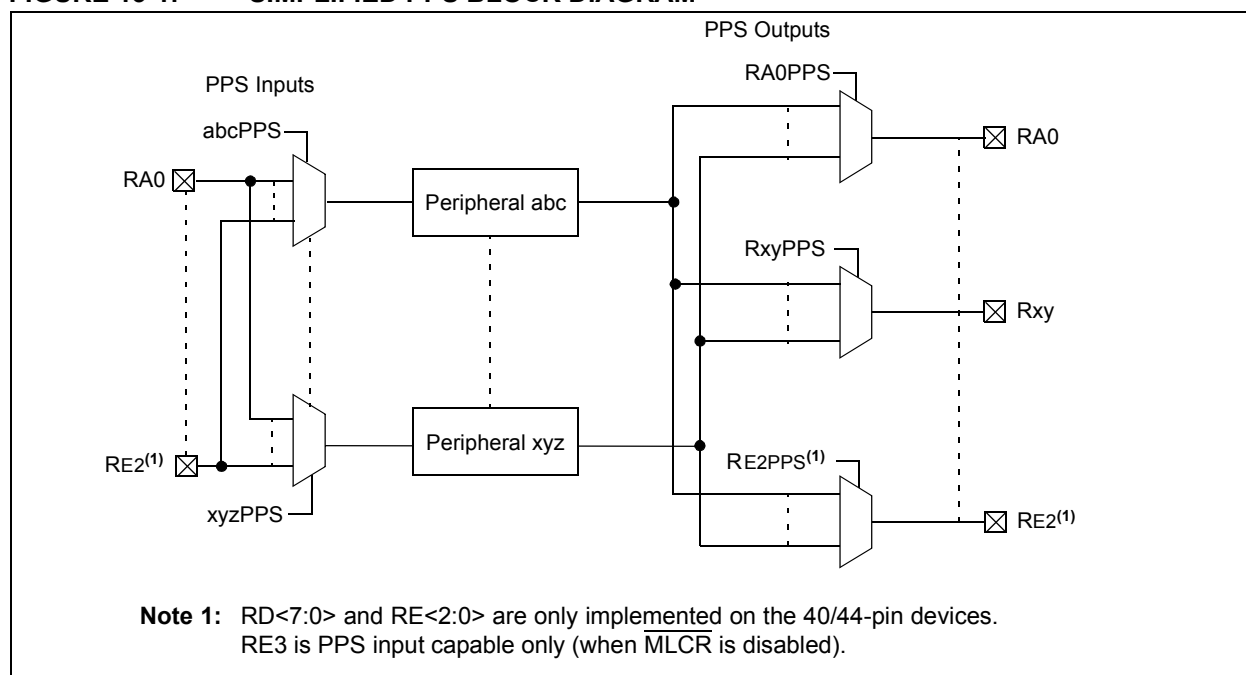 PPS Outputs
RA0PPS
PPS Inputs
abcPPS
RA0
RA0
Peripheral abc
RxyPPS
Rxy
Peripheral xyz
RE2(1)
RE2PPS(1)
xyzPPS
RE2(1)
Note 1: RD<7:0> and RE<2:0> are only implemented on the 40/44-pin devices.
RE3 is PPS input capable only (when MLCR is disabled).